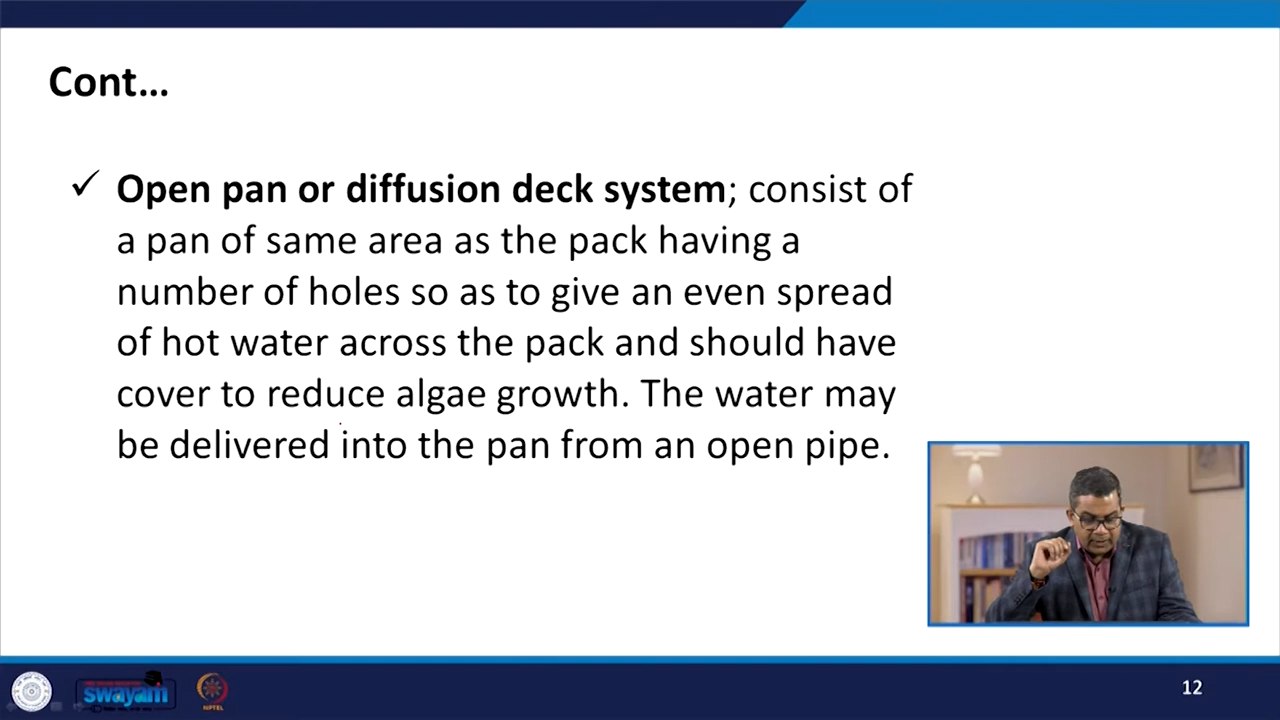 Cont...
✓ Open pan or diffusion deck system; consist of
a pan of same area as the pack having a
number of holes so as to give an even spread
of hot water across the pack and should have
cover to reduce algae growth. The water may
be delivered into the pan from an open pipe.
swayam
NPTEL
12